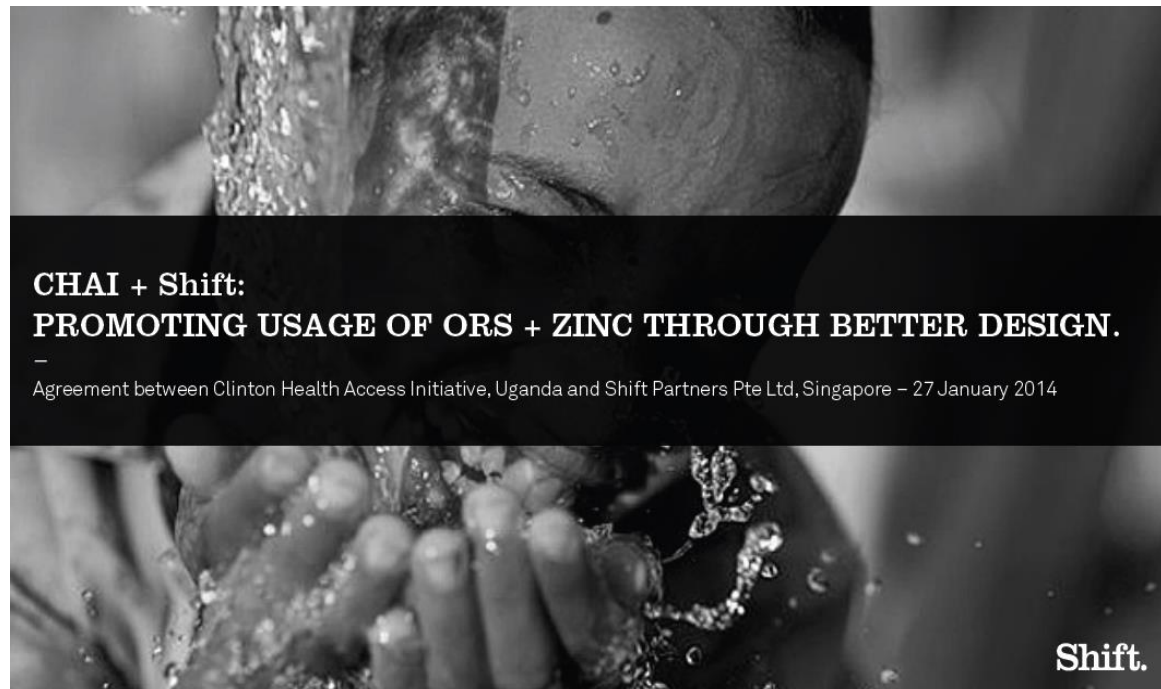 CHAI + Shift:
PROMOTING USAGE OF ORS + ZINC THROUGH BETTER DESIGN.
–
Agreement between Clinton Health Access Initiative, Uganda and Shift Partners Pte Ltd, Singapore – 27 January 2014
Shift.